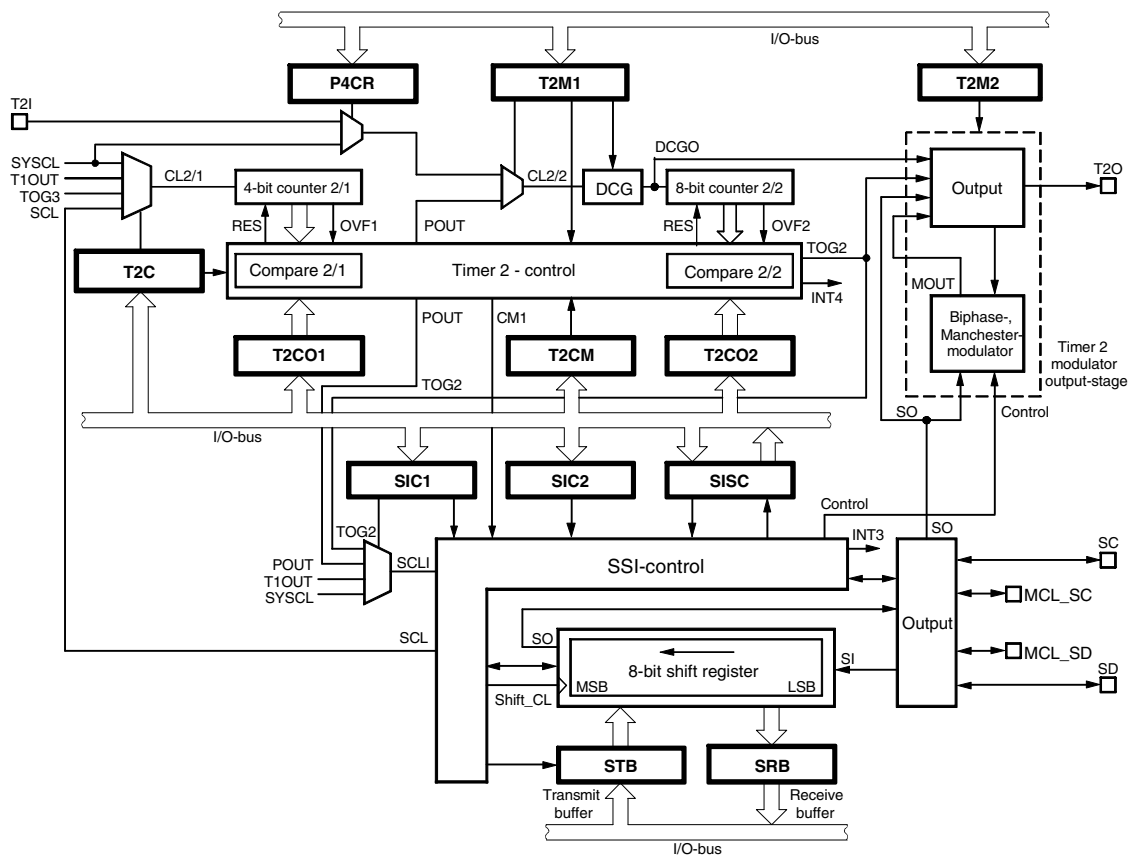 I/O-bus
P4CR
T2M1
T2M2
T2I
SYSCL
T1OUT
TOG3
SCL
CL2/1
4-bit counter 2/1
CL2/2
DCG
DCGO
8-bit counter 2/2
Output
T2O
RES
OVF1
POUT
RES
OVF2
TOG2
T2C
Compare 2/1
Timer 2 - control
Compare 2/2
INT4
MOUT
Biphase-,
Manchester-
modulator
Timer 2
modulator
output-stage
POUT
CM1
T2CO1
T2CM
T2CO2
TOG2
SO
Control
I/O-bus
SIC1
SIC2
SISC
Control
TOG2
INT3
SO
SC
POUT
T1OUT
SYSCL
SCLI
SSI-control
MCL_SC
Output
SCL
SO
SI
MCL_SD
8-bit shift register
MSB
LSB
SD
Shift_CL
STB
SRB
Transmit
buffer
Receive
buffer
I/O-bus